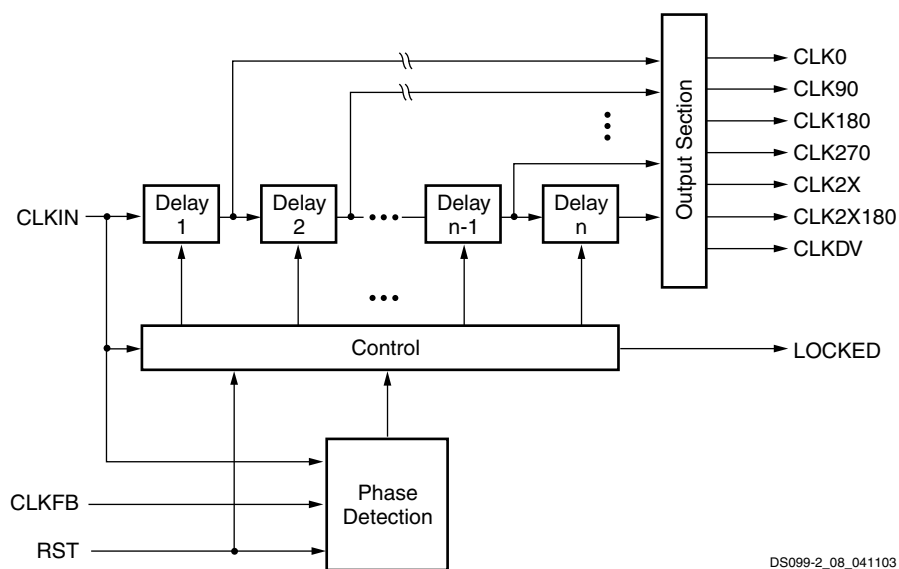 CLK0
CLK90
CLK180
CLK270
CLK2X
CLK2X180
CLKDV
Output Section
CLKIN
Delay
1
Delay
2
Delay
n-1
Delay
n
Control
LOCKED
Phase
Detection
CLKFB
RST
DS099-2_08_041103